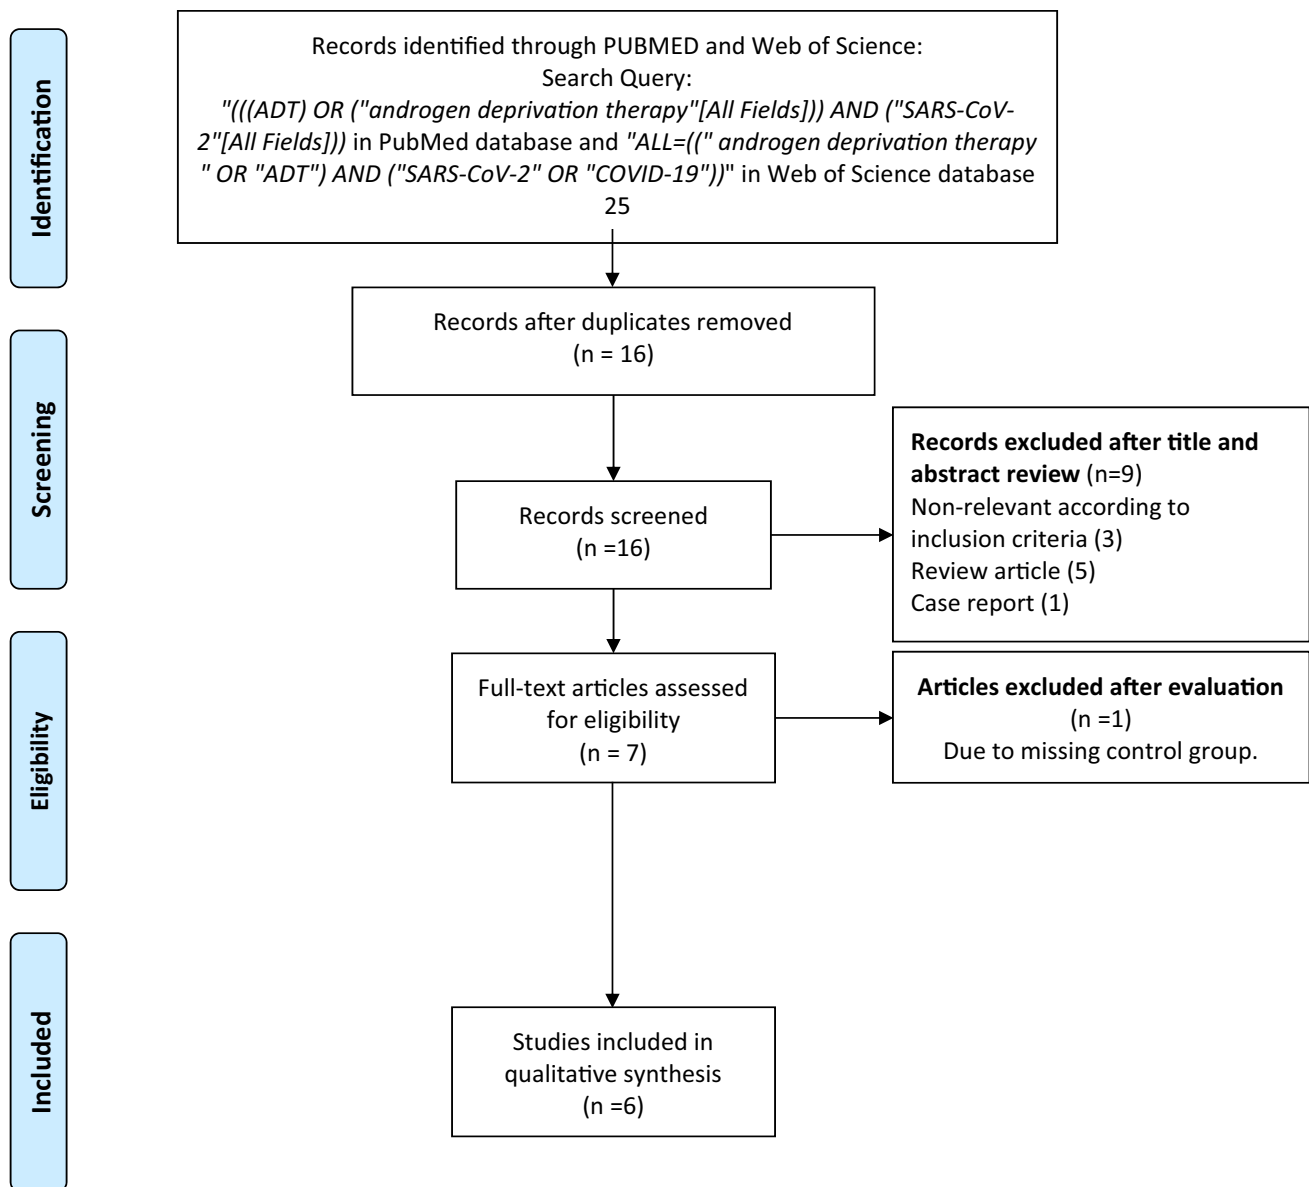 Identification
Records identified through PUBMED and Web of Science:
Search Query:
"(((ADT) OR ("androgen deprivation therapy"[All Fields])) AND ("SARS-CoV-
2"[All Fields])) in PubMed database and "ALL=((" androgen deprivation therapy
" OR "ADT") AND ("SARS-CoV-2" OR "COVID-19"))" in Web of Science database
25
Records after duplicates removed
(n = 16)
Screening
Records screened
(n =16)
Records excluded after title and
abstract review (n=9)
Non-relevant according to
inclusion criteria (3)
Review article (5)
Case report (1)
Eligibility
Full-text articles assessed
for eligibility
(n = 7)
Articles excluded after evaluation
(n =1)
Due to missing control group.
Included
Studies included in
qualitative synthesis
(n =6)